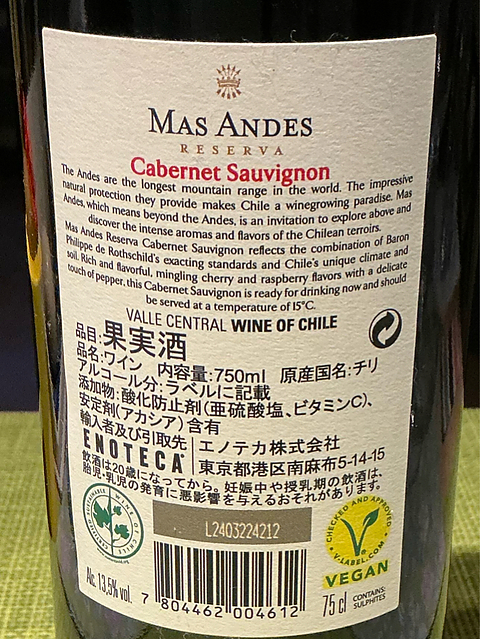 MAS ANDES
RESERVA
Cabernet Sauvignon
The Andes are the longest mountain range in the world. The impressive
natural protection they provide makes Chile a winegrowing paradise. Mas
Andes, which means beyond the Andes, is an invitation to explore above and
discover the intense aromas and flavors of the Chilean terroirs.
Mas Andes Reserva Cabernet Sauvignon reflects the combination of Baron
Philippe de Rothschild's exacting standards and Chile's unique climate and
soil. Rich and flavorful, mingling cherry and raspberry flavors with a delicate
touch of pepper, this Cabernet Sauvignon is ready for drinking now and should
be served at a temperature of 15°C.
VALLE CENTRAL WINE OF CHILE
品目:果実酒
品名:ワイン 内容量:750ml 原産国名:チリ
アルコール分:ラベルに記載
添加物:酸化防止剤(亜硫酸塩、ビタミンC)、
安定剤(アカシア)含有
輸入者及び引取先
ENOTECA
エノテカ株式会社
東京都港区南麻布5-14-15
飲酒は20歳になってから。妊娠中や授乳期の飲酒は、
胎児・乳児の発育に悪影響を与えるおそれがあります。
CERTIFIED SUSTAINABLE WINE OF CHILE
L2403224212
CHECKED AND APPROVED
V-LABEL.COM
VEGAN
Alc 13,5% vol.
7 804462 004612
75 cl
CONTAINS:
SULPHITES